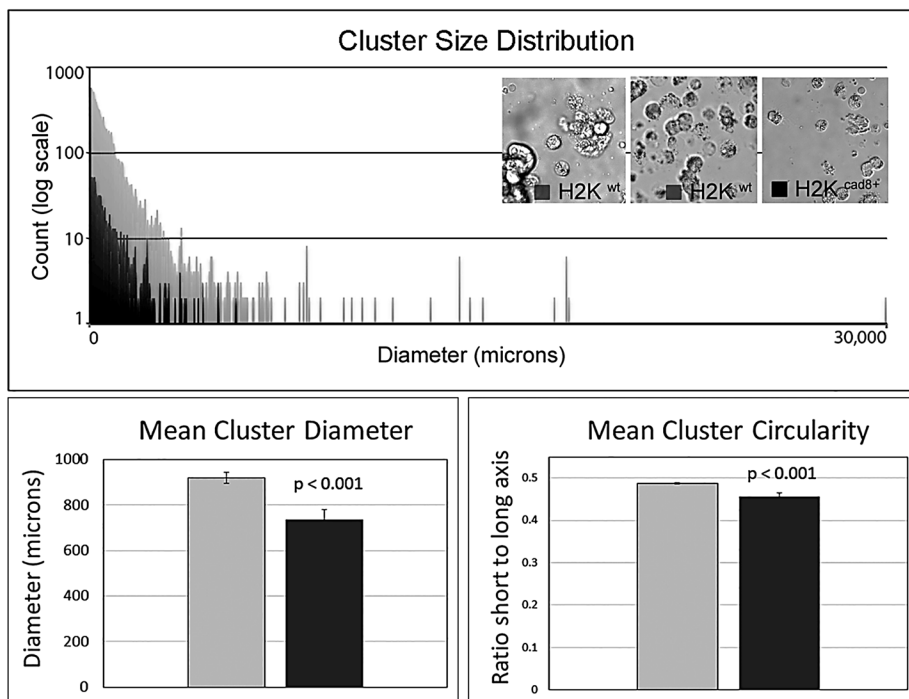 Cluster Size Distribution
Count (log scale)
1000
100
10
1
H2K wt
H2K wt
H2K cad8+
0
30,000
Diameter (microns)
Mean Cluster Diameter
Diameter (microns)
1000
800
600
400
200
0
p < 0.001
Mean Cluster Circularity
Ratio short to long axis
0.5
0.4
0.3
0.2
0.1
0
p < 0.001